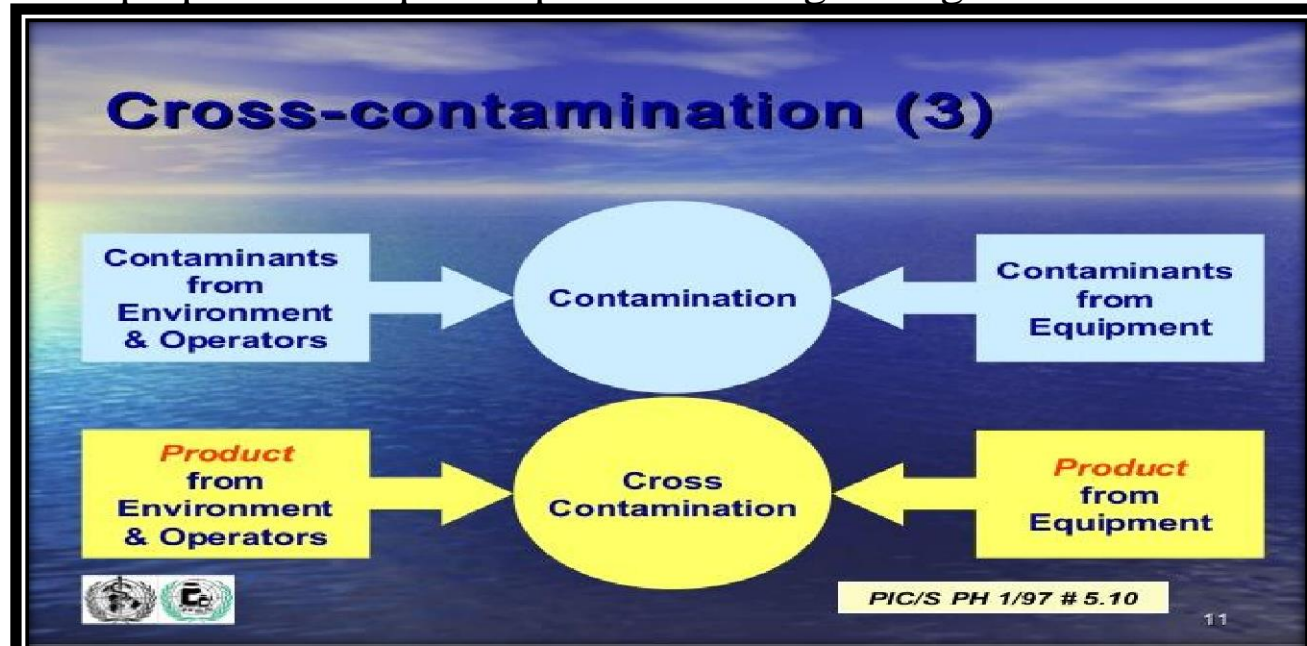 Cross-contamination (3)
Contaminants
from
Environment
& Operators
Contamination
Contaminants
from
Equipment
Product
from
Environment
& Operators
Cross
Contamination
Product
from
Equipment
PIC/S PH 1/97 # 5.10
11